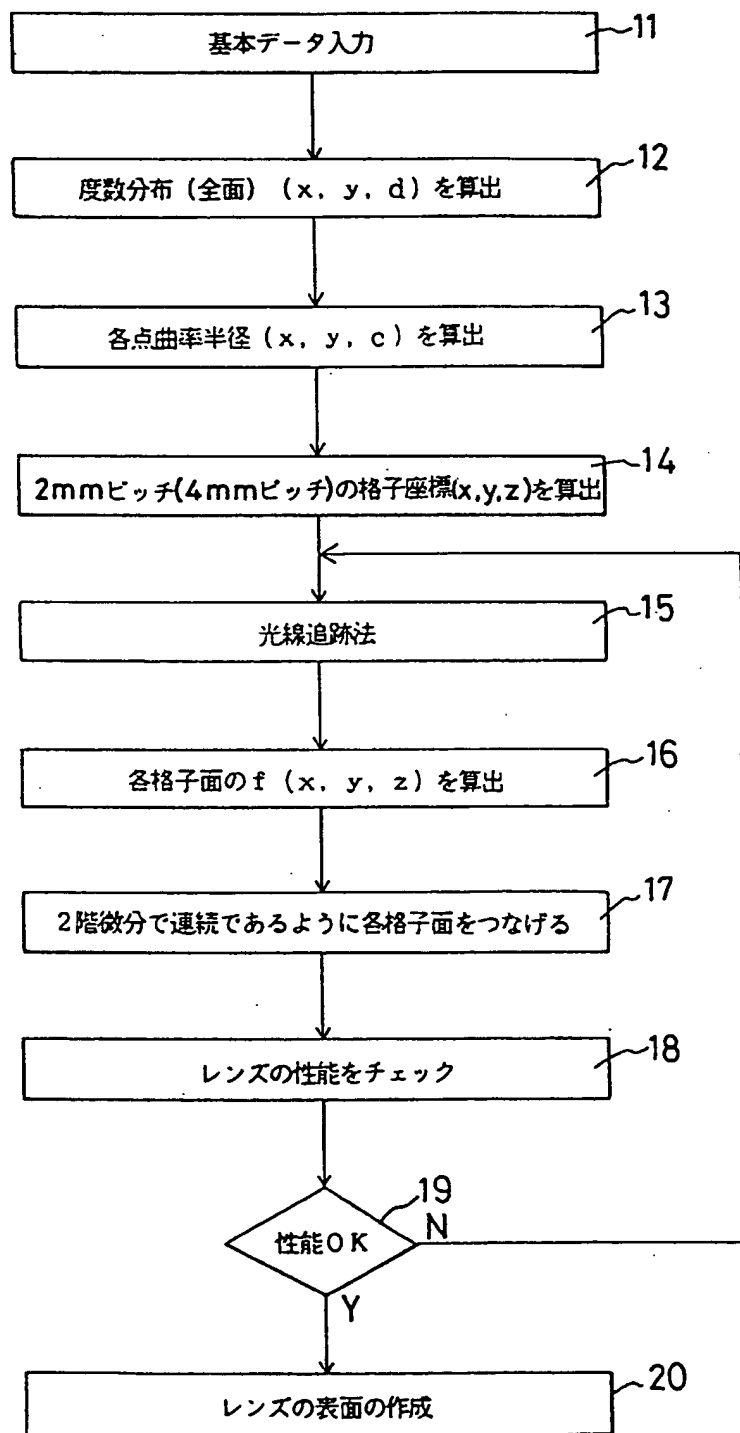 基本データ入力
11
度数分布(全面)(x,y,d)を算出
12
各点曲率半径(x,y,c)を算出
13
2mmピッチ(4mmピッチ)の格子座標(x,y,z)を算出
14
光線追跡法
15
各格子面のf(x,y,z)を算出
16
2階微分で連続であるように各格子面をつなげる
17
レンズの性能をチェック
18
性能OK
19
N
Y
レンズの表面の作成
20